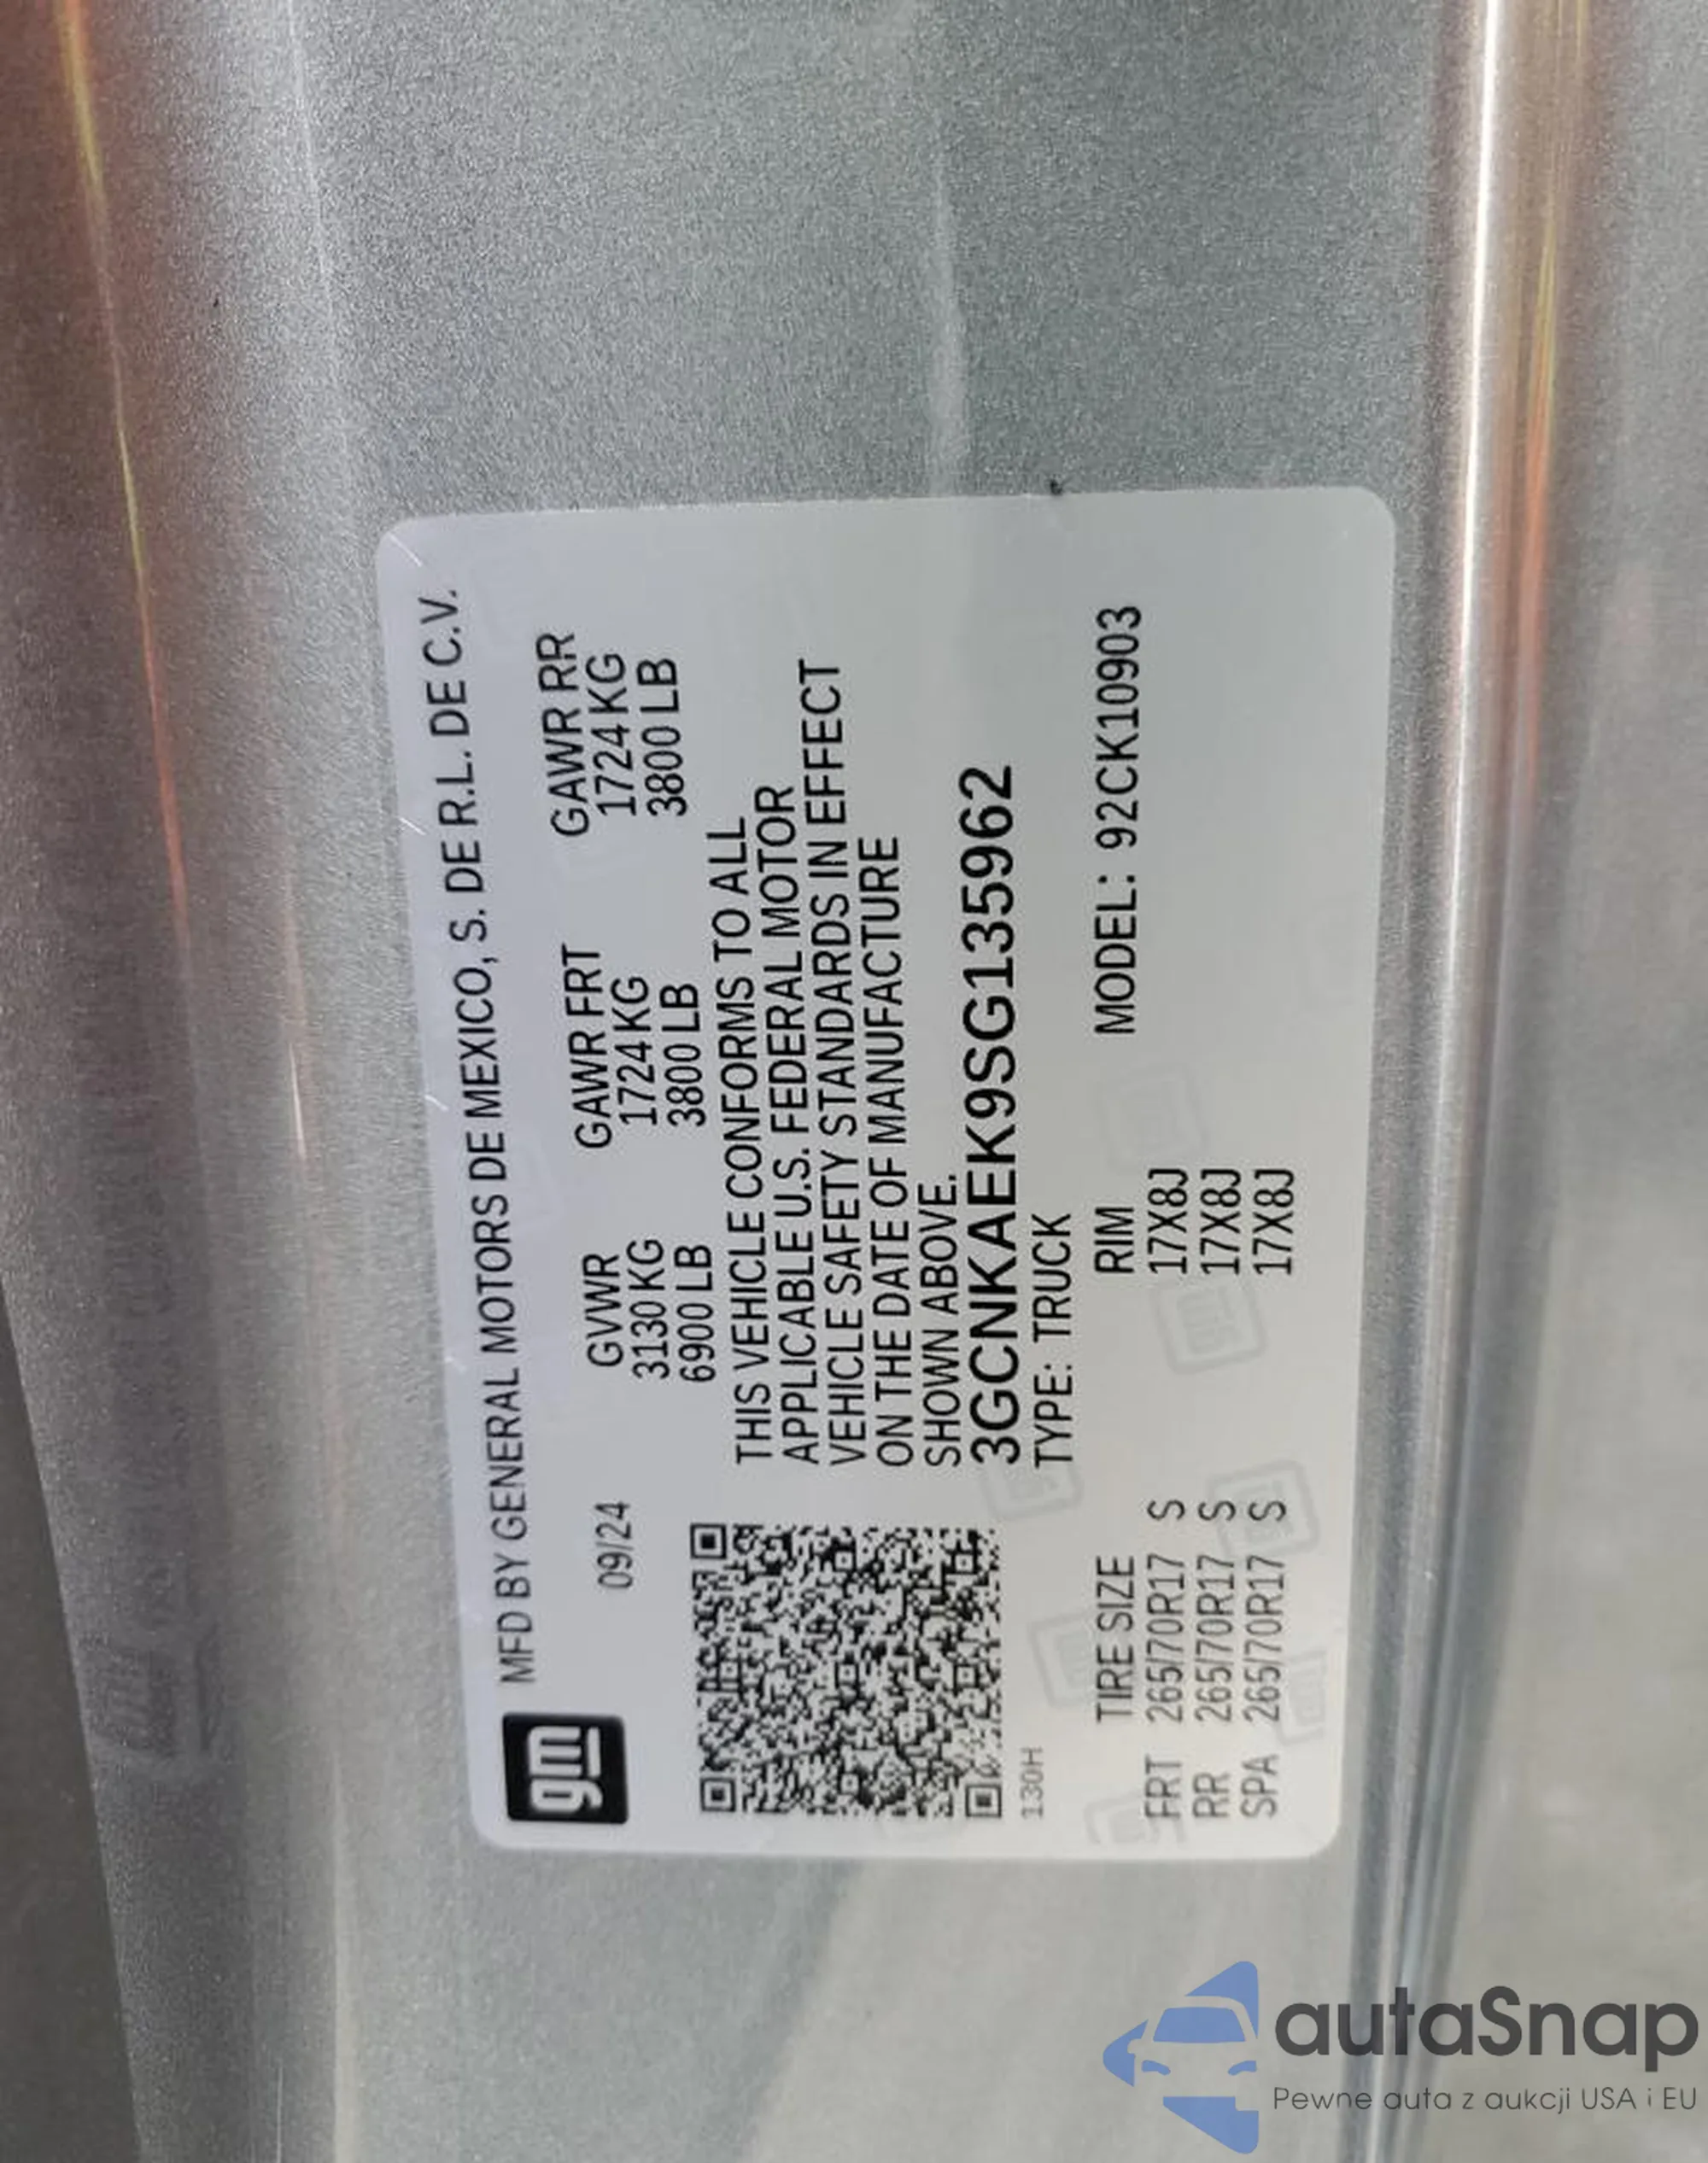 gm
MFD BY GENERAL MOTORS DE MEXICO, S. DE R.L. DE C.V.
09/24
GVWR GAWR FRT GAWR RR
3130 KG 1724 KG 1724 KG
6900 LB 3800 LB 3800 LB
THIS VEHICLE CONFORMS TO ALL
APPLICABLE U.S. FEDERAL MOTOR
VEHICLE SAFETY STANDARDS IN EFFECT
ON THE DATE OF MANUFACTURE
SHOWN ABOVE.
3GCNKAEK9SG135962
TYPE: TRUCK
130H
TIRE SIZE RIM MODEL: 92CK10903
FRT 265/70R17 S 17X8J
RR 265/70R17 S 17X8J
SPA 265/70R17 S 17X8J
autaSnap
Pewne auta z aukcji USA i EU